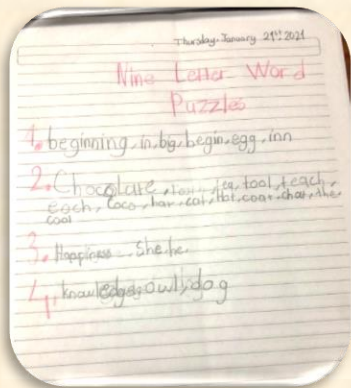 Thursday, January 21st 2021
Nine Letter Word
Puzzles
1. beginning, in, big, begin, egg, inn
2. Chocolate, tea, tool, teach,
each, coco, hat, cat, hot, coat, chat, the,
cool
3. Happiness, She, he
4. knowledge, owl, dog